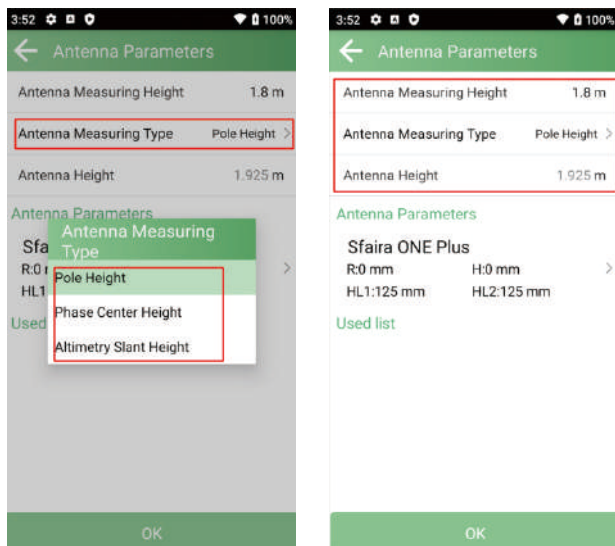 3:52
100%
Antenna Parameters
Antenna Measuring Height 1.8 m
Antenna Measuring Type Pole Height
Antenna Height 1.925 m
Antenna Parameters
Antenna Measuring
Type
Sfa
R:0
Pole Height
HL1
Phase Center Height
Used
Altimetry Slant Height
OK
3:52
100%
Antenna Parameters
Antenna Measuring Height 1.8 m
Antenna Measuring Type Pole Height
Antenna Height 1.925 m
Antenna Parameters
Sfaira ONE Plus
R:0 mm H:0 mm
HL1:125 mm HL2:125 mm
Used list
OK